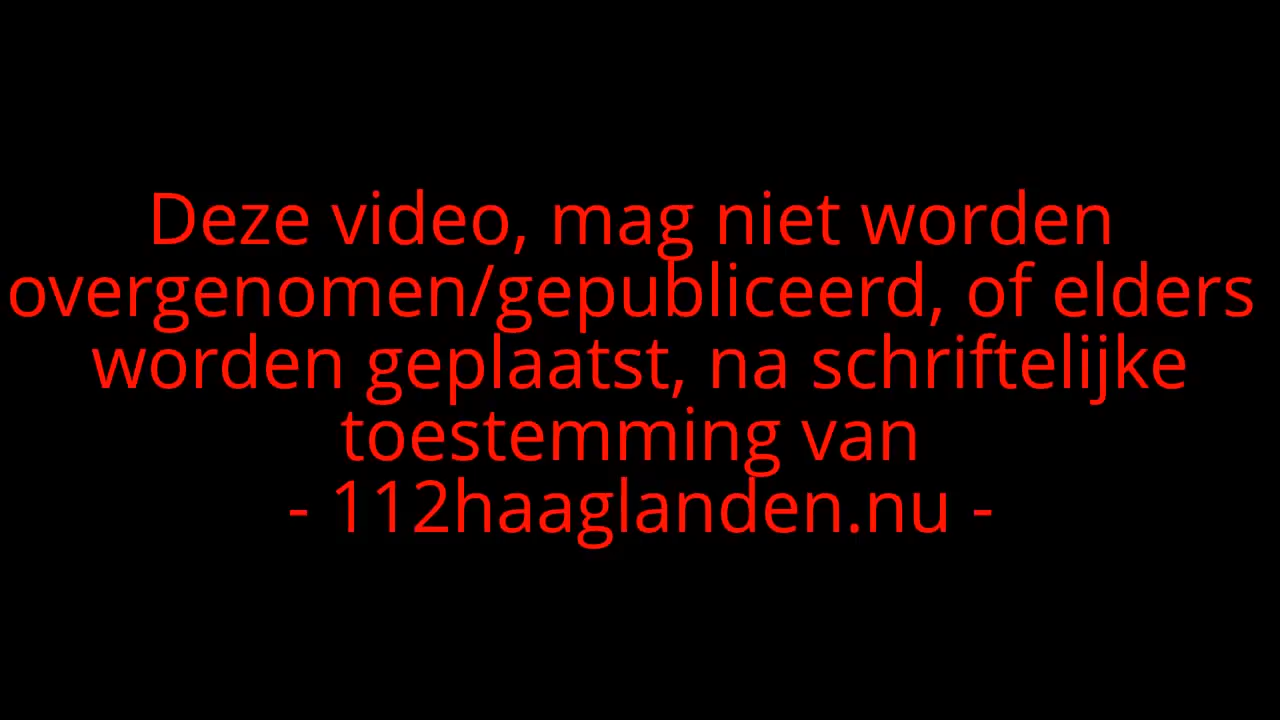 Deze video, mag niet worden
overgenomen/gepubliceerd, of elders
worden geplaatst, na schriftelijke
toestemming van
- 112haaglanden.nu -